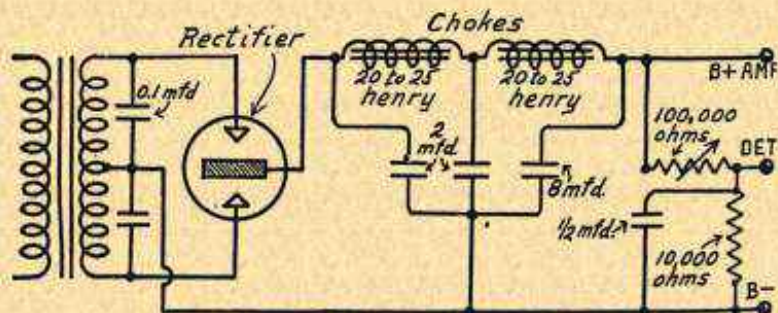 Chokes
Rectifier
20 to 25
henry
20 to 25
henry
B+ AMP
0.1 mfd
2
mfd.
8 mfd.
100,000
ohms
DET
1/2 mfd.
10,000
ohms
B-